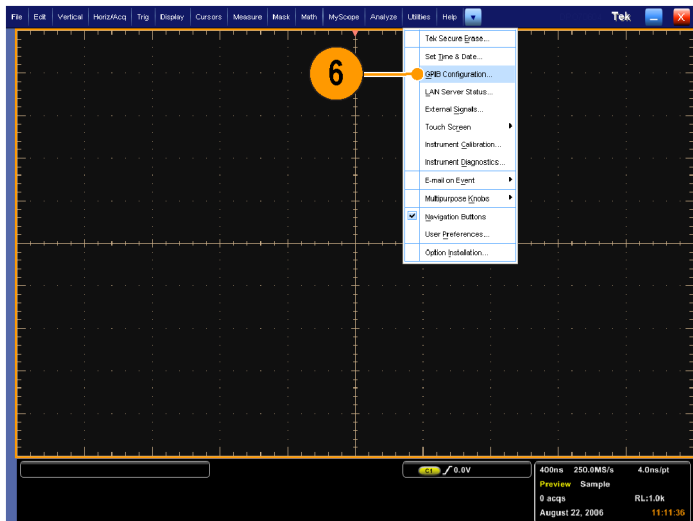 File Edit Vertical Horiz/Acq Trig Display Cursors Measure Mask Math MyScope Analyze Utilities Help Tek
Tek Secure Erase...
Set Time & Date...
6
GPIB Configuration...
LAN Server Status...
External Signals...
Touch Screen
Instrument Calibration...
Instrument Diagnostics...
E-mail on Event
Multipurpose Knobs
Navigation Buttons
User Preferences...
Option Installation...
C1 0.0V
400ns 250.0MS/s 4.0ns/pt
Preview Sample
0 acqs RL:1.0k
August 22, 2006 11:11:36